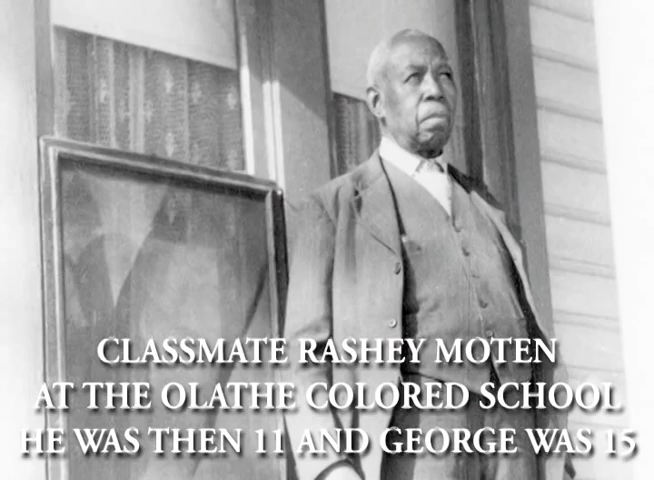 CLASSMATE RASHEY MOTEN
AT THE OLATHE COLORED SCHOOL
HE WAS THEN 11 AND GEORGE WAS 15